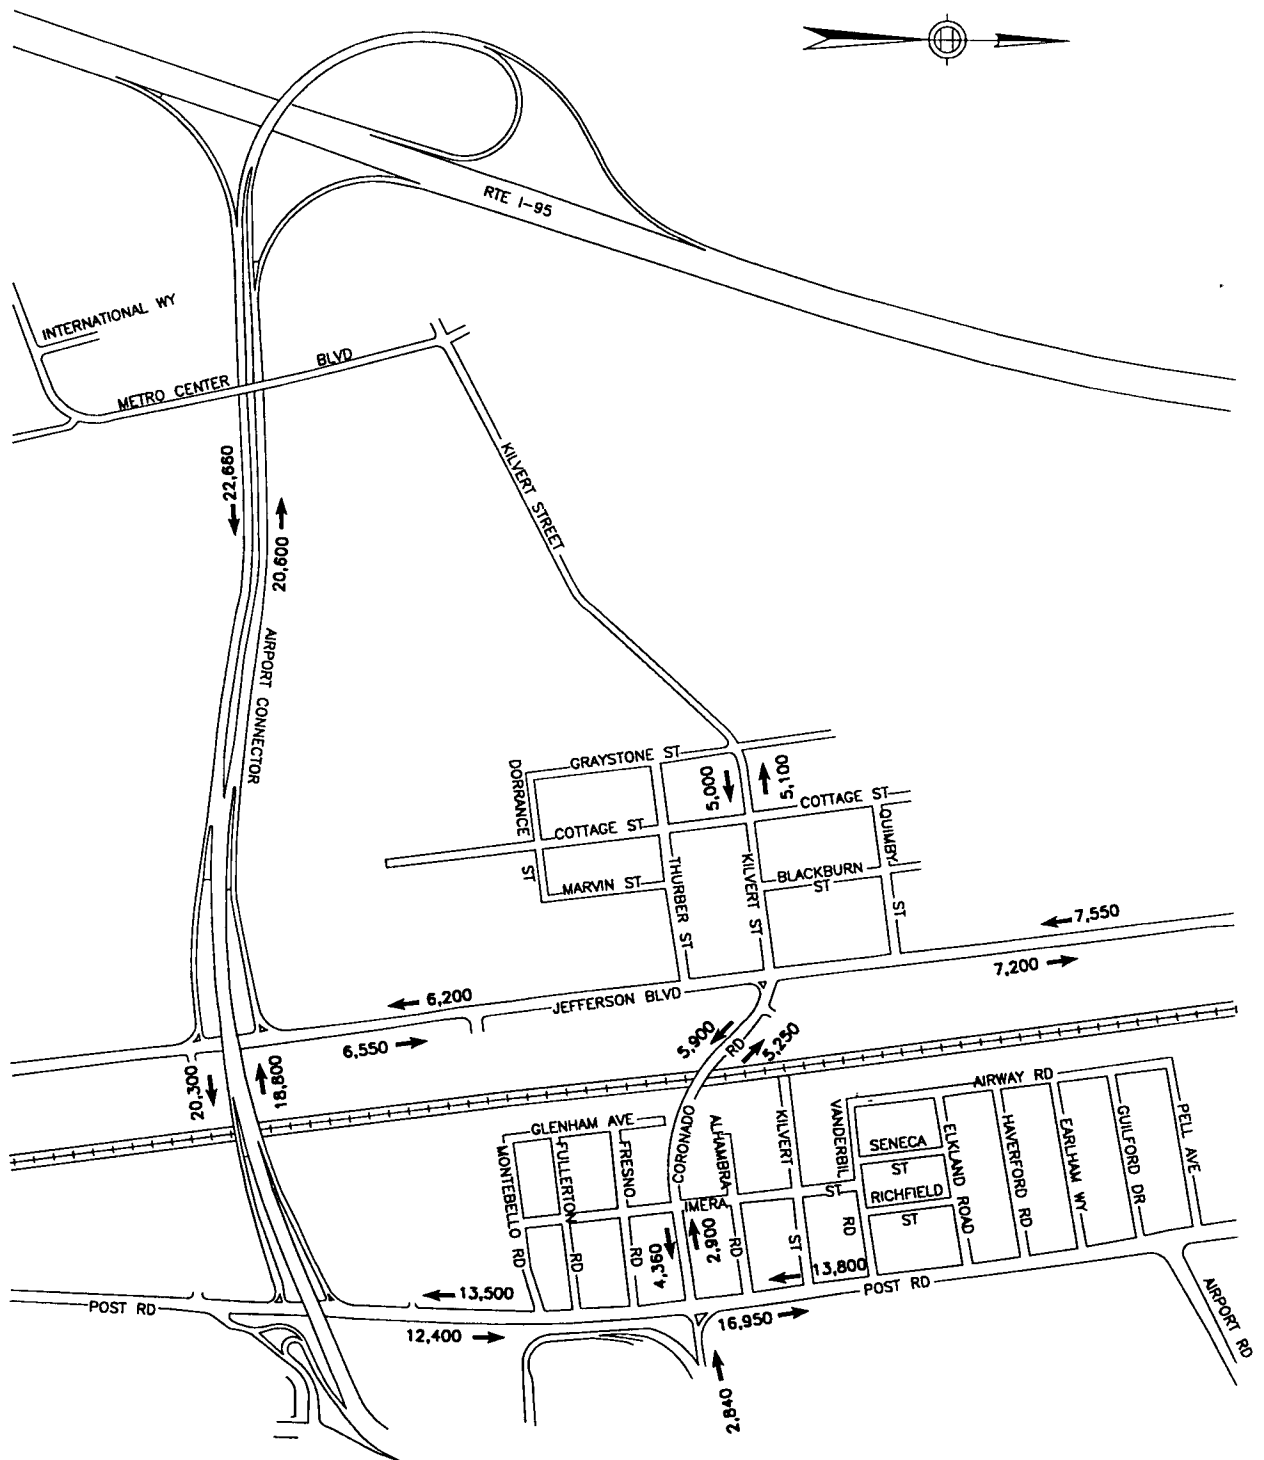 RTE I-95
INTERNATIONAL WY
METRO CENTER
BLVD
22,660
20,600
KILVERT STREET
AIRPORT CONNECTOR
GRAYSTONE ST
DORRANCE
ST
5,000
5,100
COTTAGE ST
COTTAGE ST
QUIMBY
ST
MARVIN ST
THURBER ST
KILVERT ST
BLACKBURN
ST
7,550
7,200
6,200
JEFFERSON BLVD
6,550
5,900
RD
5,250
20,300
18,800
GLENHAM AVE
CORONADO
AIRWAY RD
MONTEBELLO RD
FULLERTON
RD
FRESNO
RD
ALHAMBRA
RD
KILVERT
ST
VANDERBIL
RD
SENECA
ST
RICHFIELD
ST
ELKLAND ROAD
HAVERFORD RD
EARLHAM WY
GUILFORD DR
PELL AVE
IMERA
ST
4,360
2,900
13,800
POST RD
13,500
POST RD
12,400
16,950
2,840
AIRPORT RD